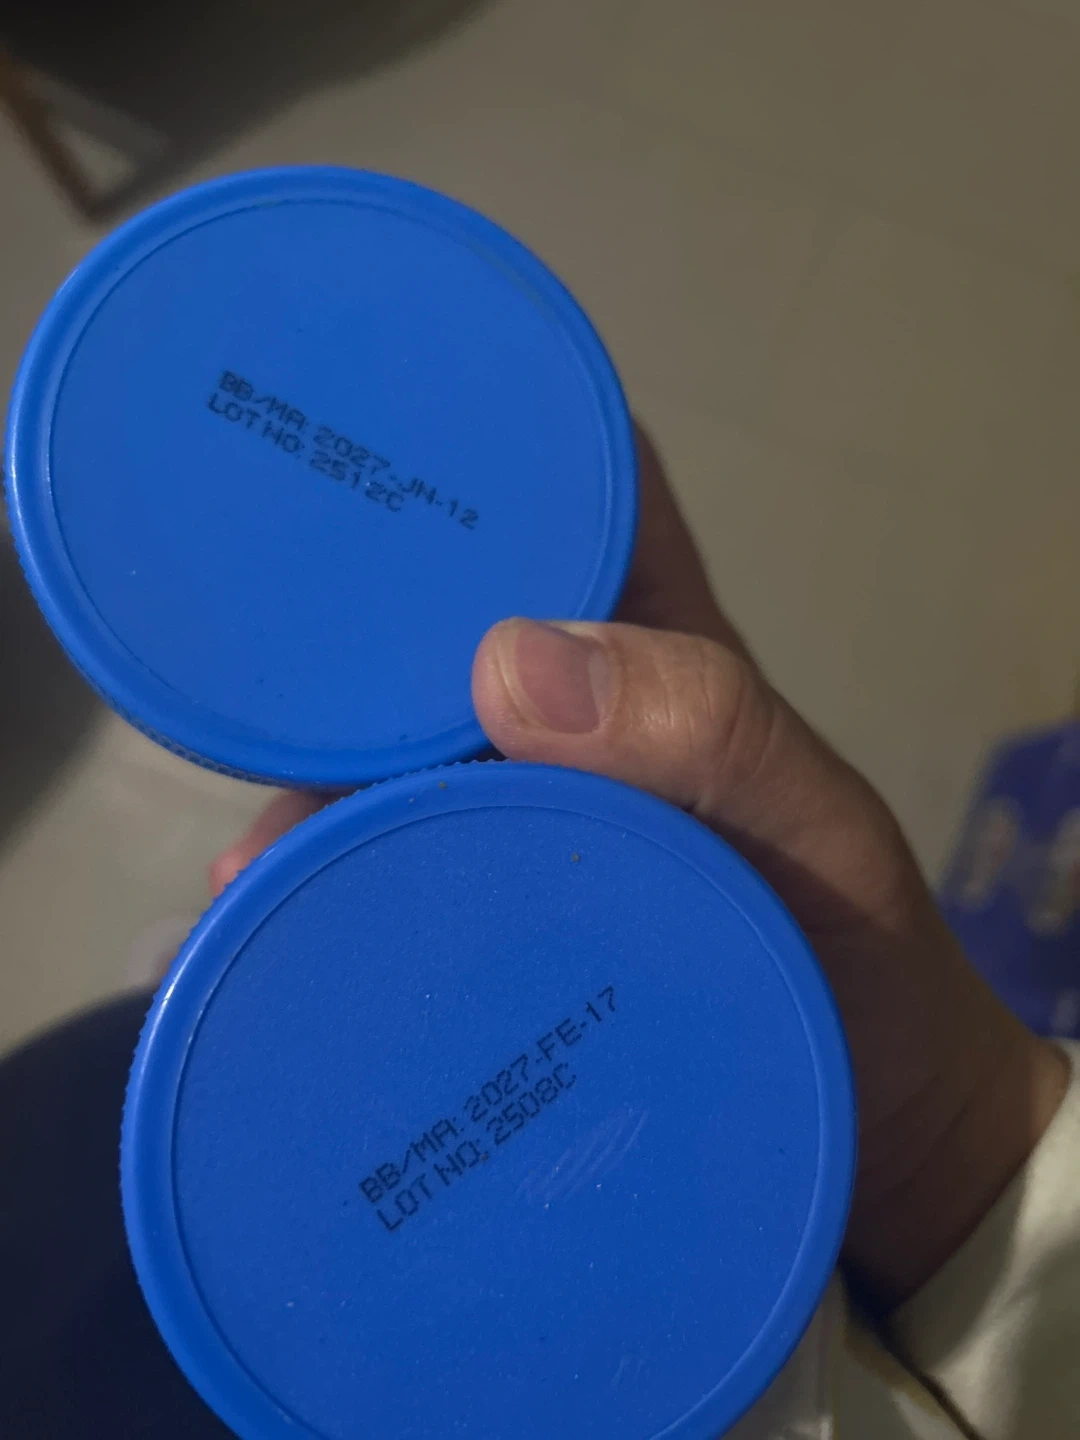 BB/MA: 2027-JN-12
LOT NO: 2512C
BB/MA: 2027-FE-17
LOT NO: 2508C